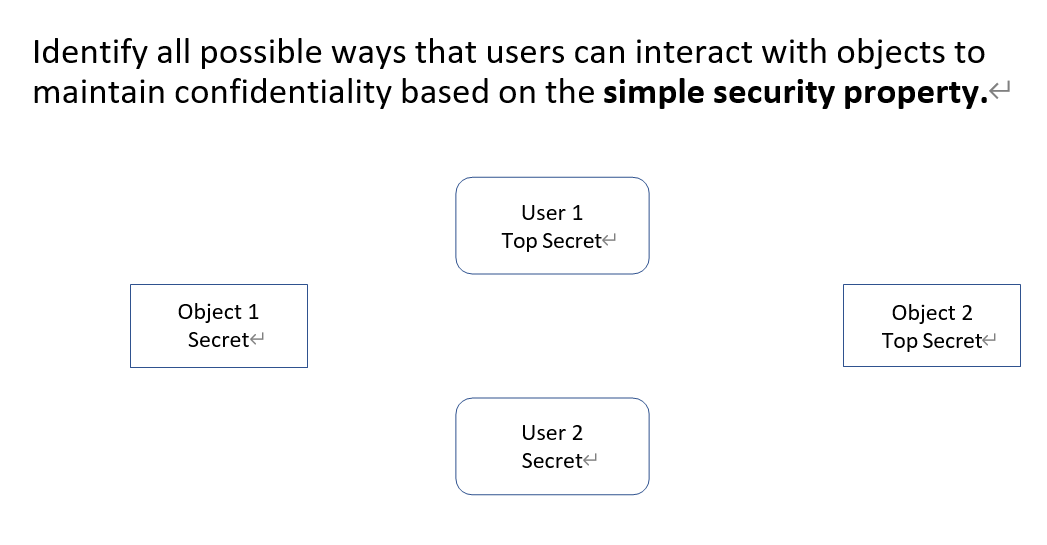 Identify all possible ways that users can interact with objects to
maintain confidentiality based on the simple security property.
User 1
Top Secret
Object 1
Secret
Object 2
Top Secret
User 2
Secret